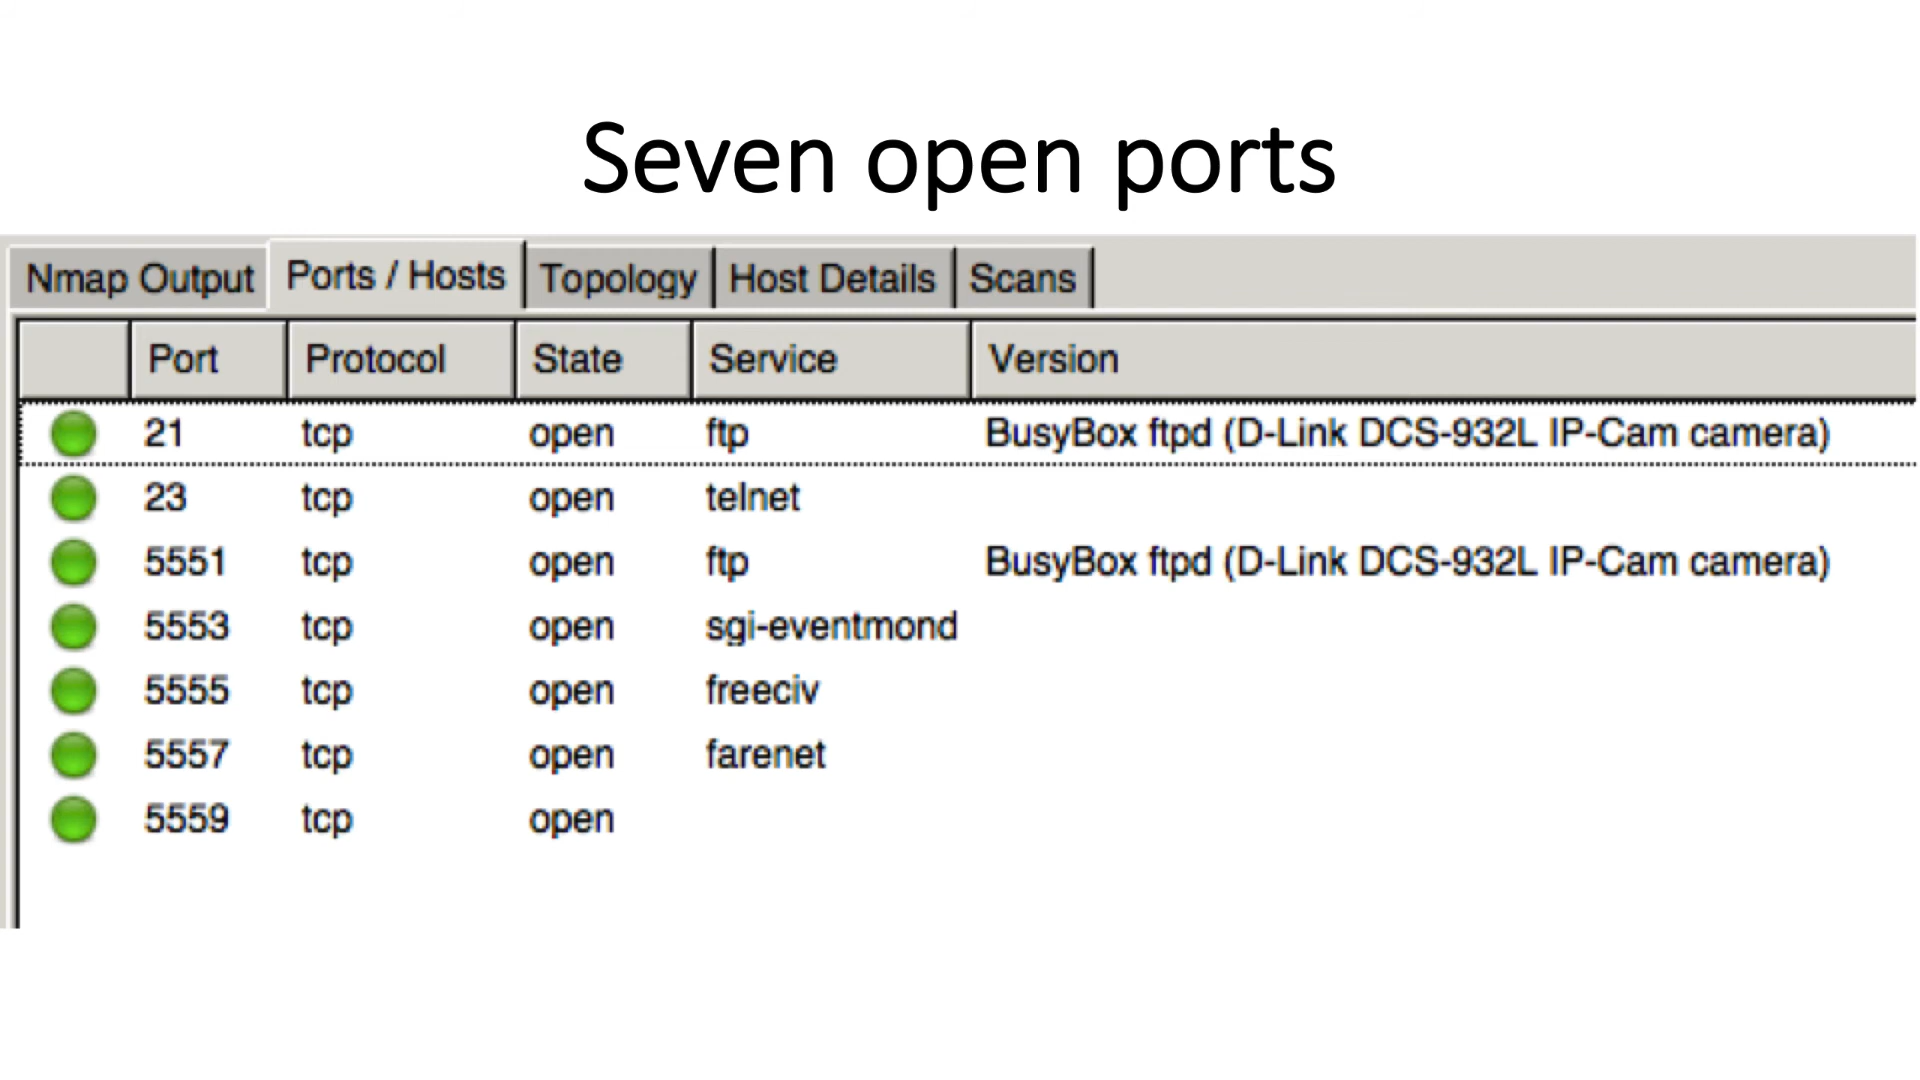 Seven open ports
Nmap Output Ports / Hosts Topology Host Details Scans
Port Protocol State Service Version
21 tcp open ftp BusyBox ftpd (D-Link DCS-932L IP-Cam camera)
23 tcp open telnet
5551 tcp open ftp BusyBox ftpd (D-Link DCS-932L IP-Cam camera)
5553 tcp open sgi-eventmond
5555 tcp open freeciv
5557 tcp open farenet
5559 tcp open